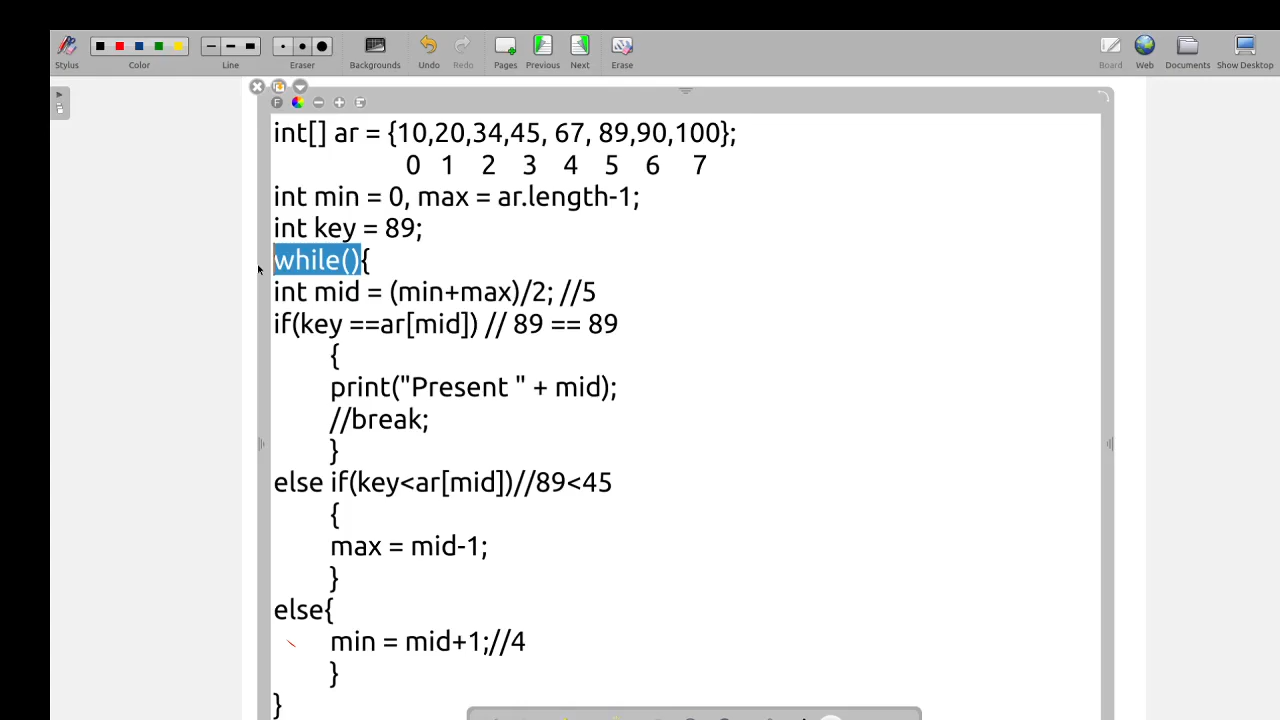 Stylus Color Line Eraser Backgrounds Undo Redo Pages Previous Next Erase Board Web Documents Show Desktop
int[] ar = {10,20,34,45, 67, 89,90,100};
0 1 2 3 4 5 6 7
int min = 0, max = ar.length-1;
int key = 89;
while(){
int mid = (min+max)/2; //5
if(key ==ar[mid]) // 89 == 89
{
print("Present " + mid);
//break;
}
else if(key<ar[mid])//89<45
{
max = mid-1;
}
else{
min = mid+1;//4
}
}